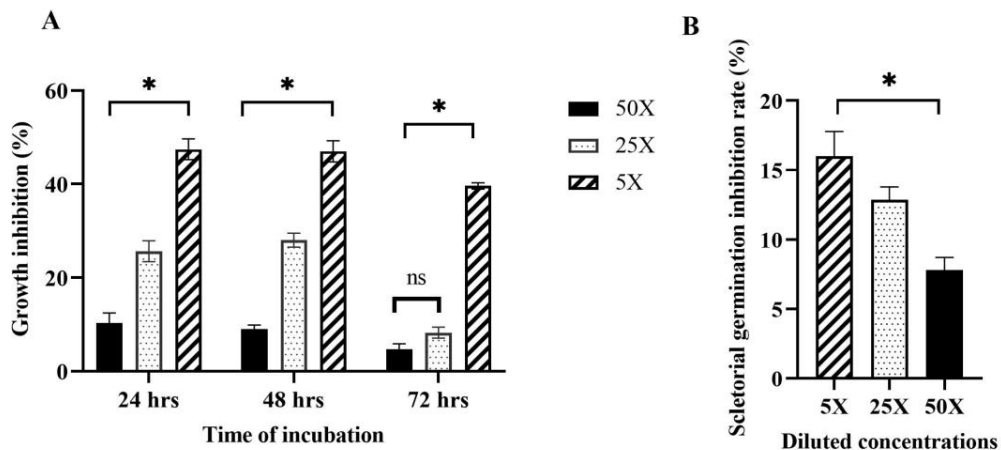 A
Growth inhibition (%)
60
40
20
0
*
*
*
ns
24 hrs
48 hrs
72 hrs
Time of incubation
50X
25X
5X
B
Scletorial germination inhibition rate (%)
20
15
10
5
0
*
5X
25X
50X
Diluted concentrations